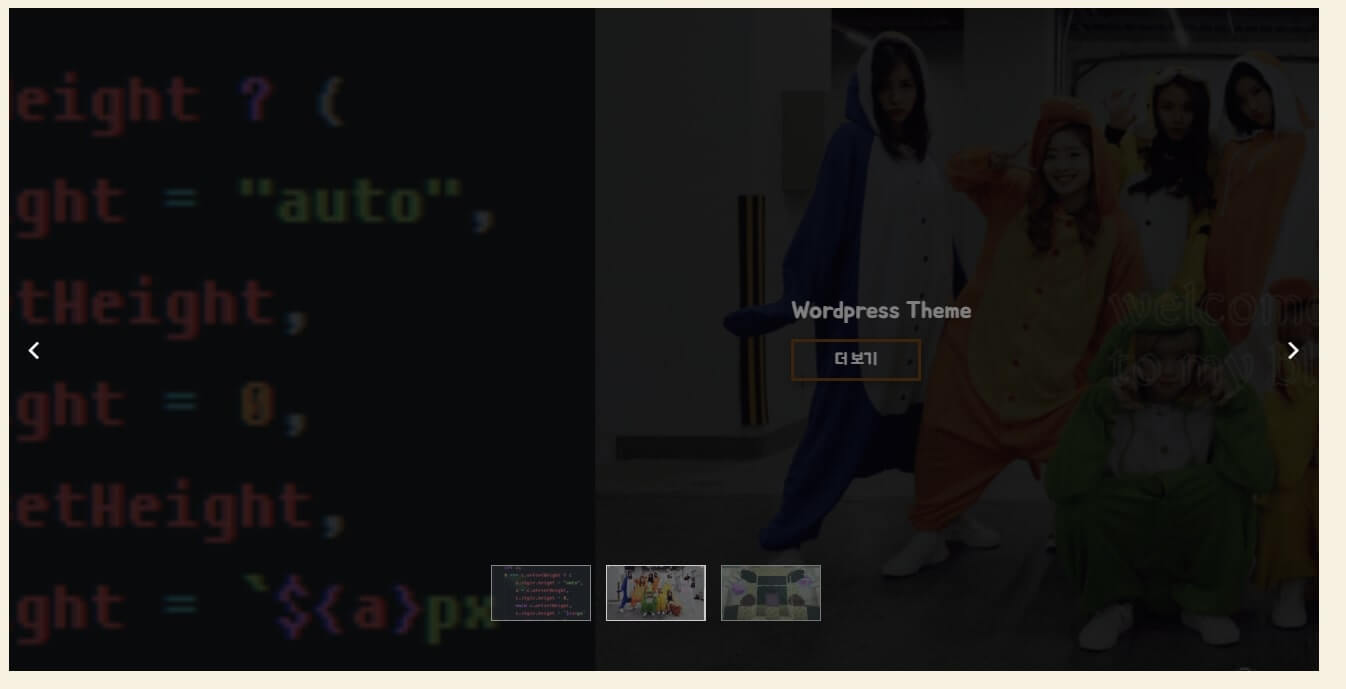 eight ? (
ght = "auto",
tHeight,
ght = 0,
etHeight,
ght = `${a}px
Wordpress Theme
더 보기
welcome
to my bl